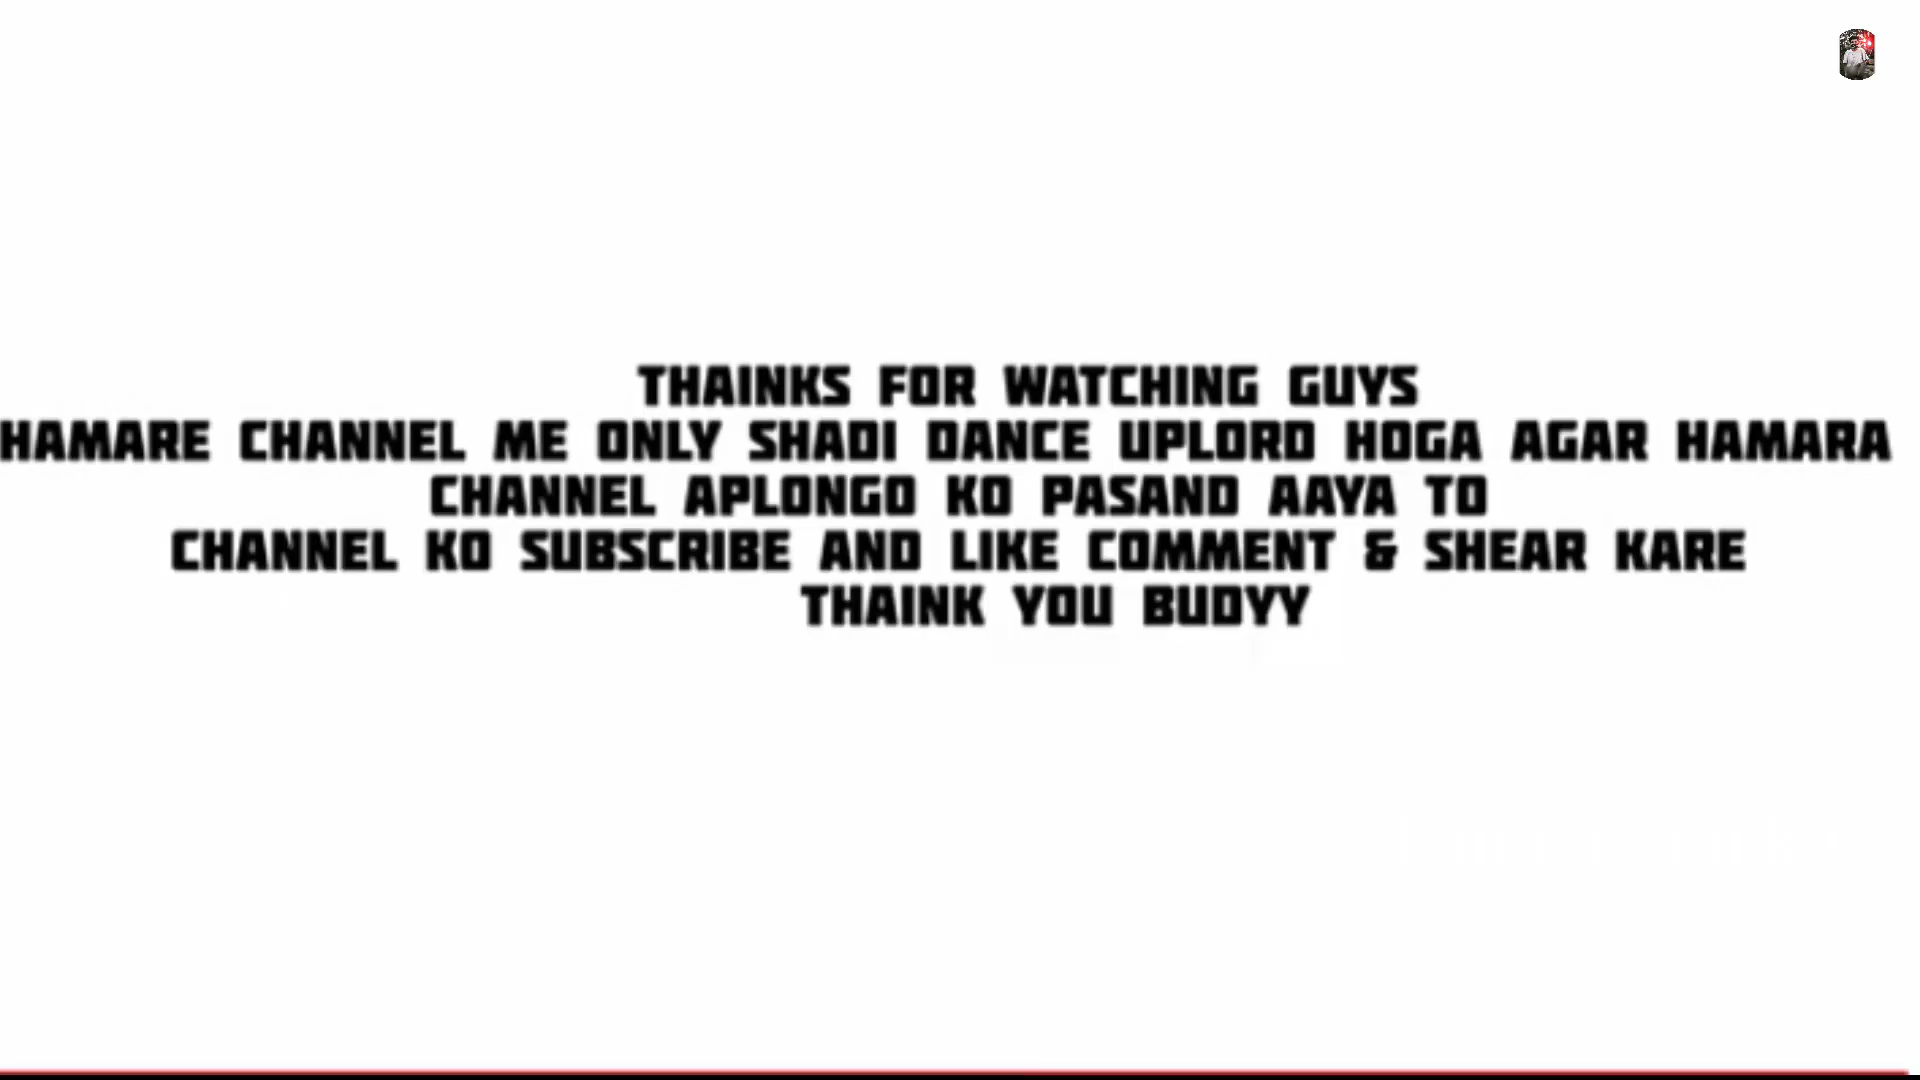 THAINKS FOR WATCHING GUYS
HAMARE CHANNEL ME ONLY SHADI DANCE UPLORD HOGA AGAR HAMARA
CHANNEL APLONGO KO PASAND AAYA TO
CHANNEL KO SUBSCRIBE AND LIKE COMMENT & SHEAR KARE
THAINK YOU BUDYY